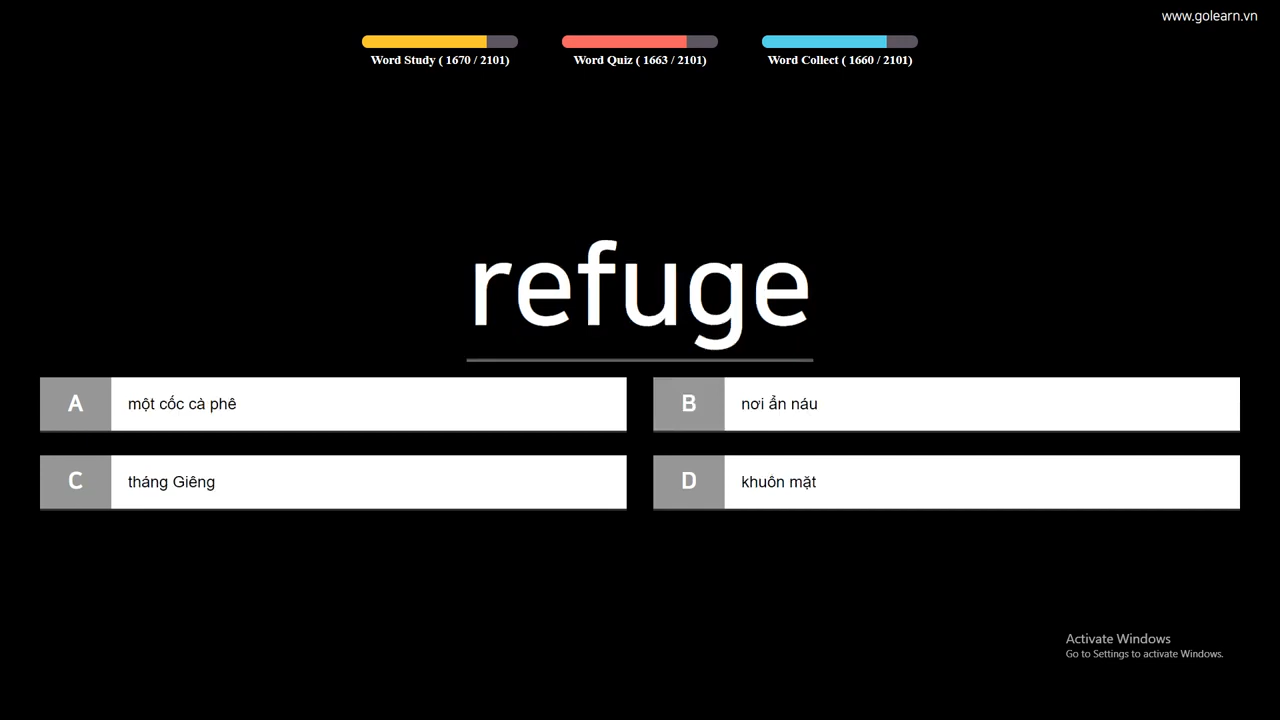 www.golearn.vn
Word Study ( 1670 / 2101)
Word Quiz ( 1663 / 2101)
Word Collect ( 1660 / 2101)
refuge
A một cốc cà phê
B nơi ẩn náu
C tháng Giêng
D khuôn mặt
Activate Windows
Go to Settings to activate Windows.